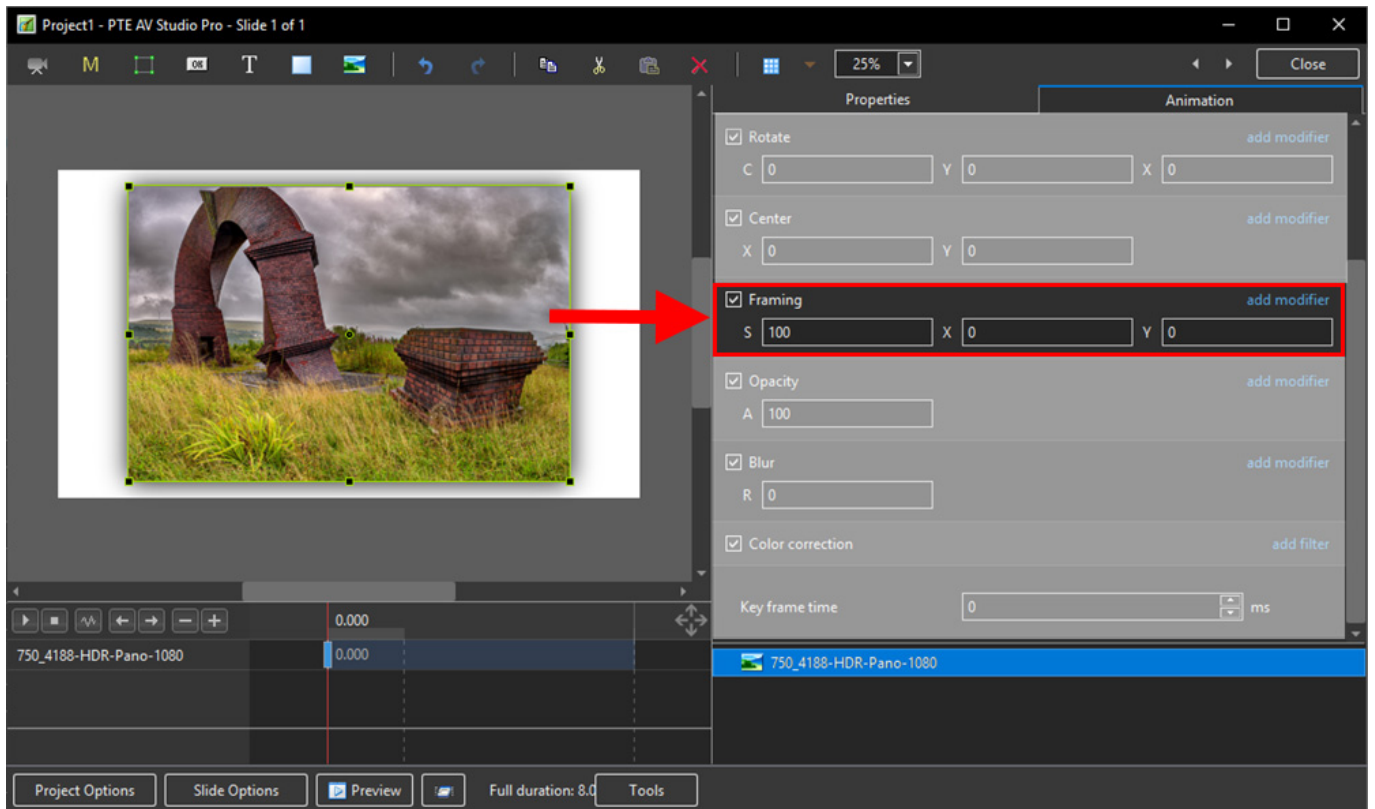 Project1 - PTE AV Studio Pro - Slide 1 of 1
M OK T 25% Close
Properties Animation
Rotate add modifier
C 0 Y 0 X 0
Center add modifier
X 0 Y 0
Framing add modifier
S 100 X 0 Y 0
Opacity add modifier
A 100
Blur add modifier
R 0
Color correction add filter
Key frame time 0 ms
0.000
750_4188-HDR-Pano-1080 0.000
750_4188-HDR-Pano-1080
Project Options Slide Options Preview Full duration: 8.0 Tools